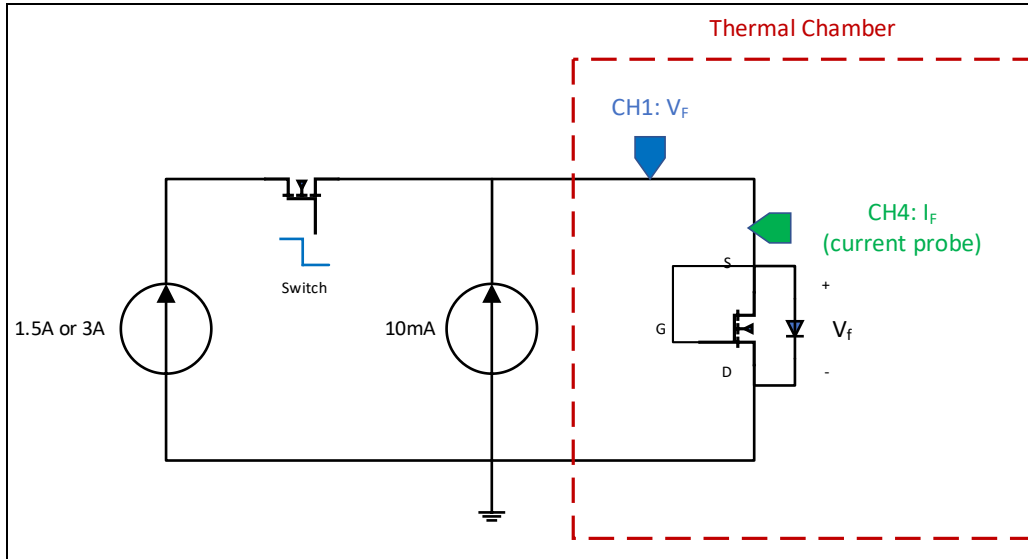 Thermal Chamber
CH1: VF
CH4: IF
(current probe)
Switch
1.5A or 3A
10mA
S
+
G
Vf
D
-